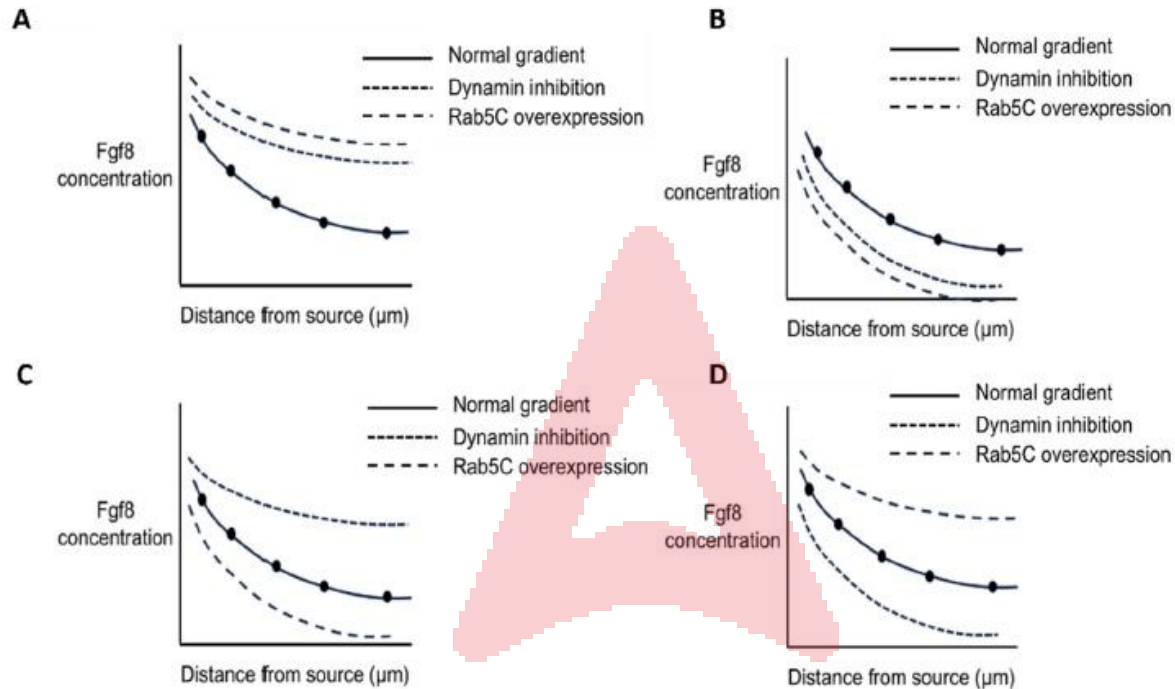 A
Normal gradient
Dynamin inhibition
Rab5C overexpression
Fgf8
concentration
Distance from source (µm)
B
Normal gradient
Dynamin inhibition
Rab5C overexpression
Fgf8
concentration
Distance from source (µm)
C
Normal gradient
Dynamin inhibition
Rab5C overexpression
Fgf8
concentration
Distance from source (µm)
D
Normal gradient
Dynamin inhibition
Rab5C overexpression
Fgf8
concentration
Distance from source (µm)
A